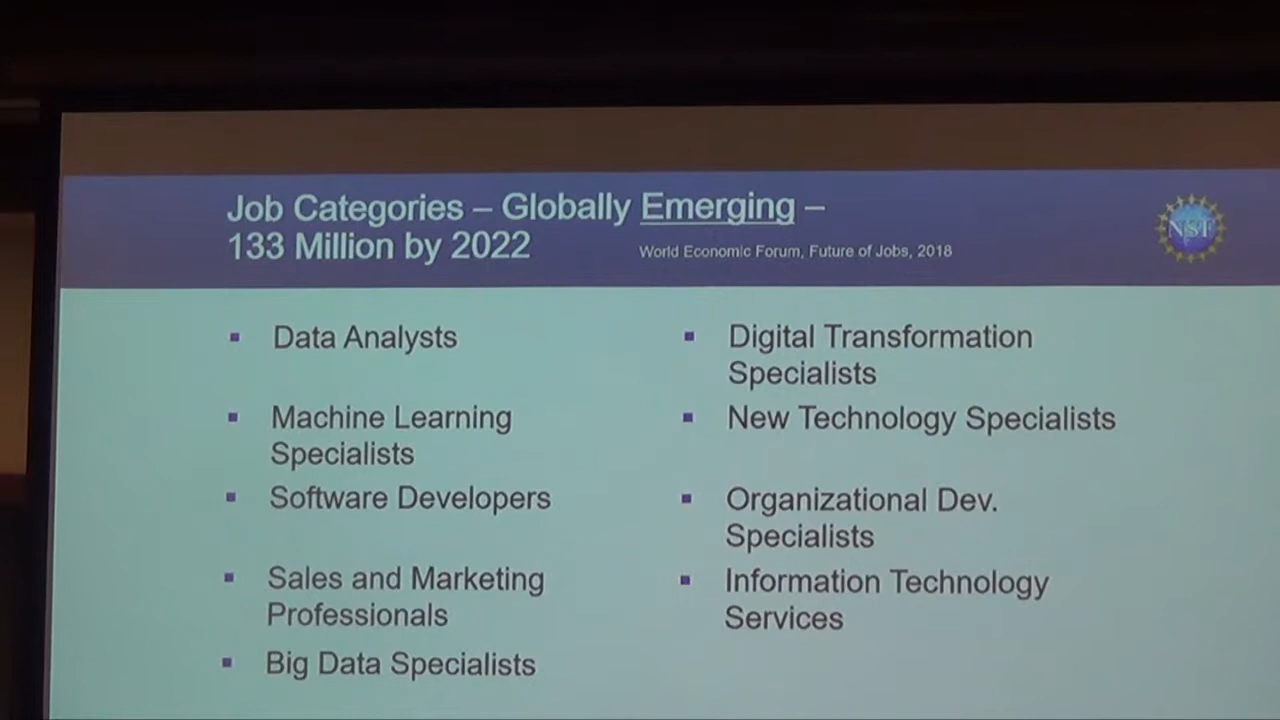 Job Categories – Globally Emerging –
133 Million by 2022
World Economic Forum, Future of Jobs, 2018
NSF
▪ Data Analysts
▪ Machine Learning
Specialists
▪ Software Developers
▪ Sales and Marketing
Professionals
▪ Big Data Specialists
▪ Digital Transformation
Specialists
▪ New Technology Specialists
▪ Organizational Dev.
Specialists
▪ Information Technology
Services